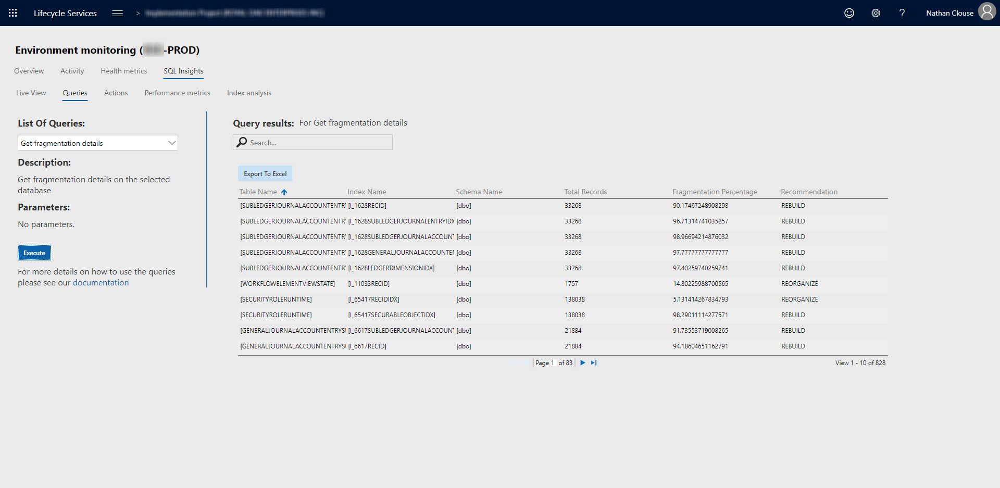 Lifecycle Services > Nathan Clouse
Environment monitoring ( -PROD)
Overview Activity Health metrics SQL Insights
Live View Queries Actions Performance metrics Index analysis
List Of Queries:
Get fragmentation details
Description:
Get fragmentation details on the selected
database
Parameters:
No parameters.
Execute
For more details on how to use the queries
please see our documentation
Query results: For Get fragmentation details
Search...
Export To Excel
Table Name Index Name Schema Name Total Records Fragmentation Percentage Recommendation
[SUBLEDGERJOURNALACCOUNTENTR [I_1628RECID] [dbo] 33268 90.17467248908298 REBUILD
[SUBLEDGERJOURNALACCOUNTENTR [I_1628SUBLEDGERJOURNALENTRYIDX [dbo] 33268 96.71314741035857 REBUILD
[SUBLEDGERJOURNALACCOUNTENTR [I_1628SUBLEDGERJOURNALACCOUNT [dbo] 33268 98.96694214876032 REBUILD
[SUBLEDGERJOURNALACCOUNTENTR [I_1628GENERALJOURNALACCOUNTEN [dbo] 33268 97.77777777777777 REBUILD
[SUBLEDGERJOURNALACCOUNTENTR [I_1628LEDGERDIMENSIONIDX] [dbo] 33268 97.40259740259741 REBUILD
[WORKFLOWELEMENTVIEWSTATE] [I_11033RECID] [dbo] 1757 14.80225988700565 REORGANIZE
[SECURITYROLERUNTIME] [I_65417RECIDIDX] [dbo] 138038 5.131414267834793 REORGANIZE
[SECURITYROLERUNTIME] [I_65417SECURABLEOBJECTIDX] [dbo] 138038 98.29011114277571 REBUILD
[GENERALJOURNALACCOUNTENTRYSU [I_6617SUBLEDGERJOURNALACCOUNT [dbo] 21884 91.73553719008265 REBUILD
[GENERALJOURNALACCOUNTENTRYSU [I_6617RECID] [dbo] 21884 94.18604651162791 REBUILD
Page 1 of 83 View 1 - 10 of 828